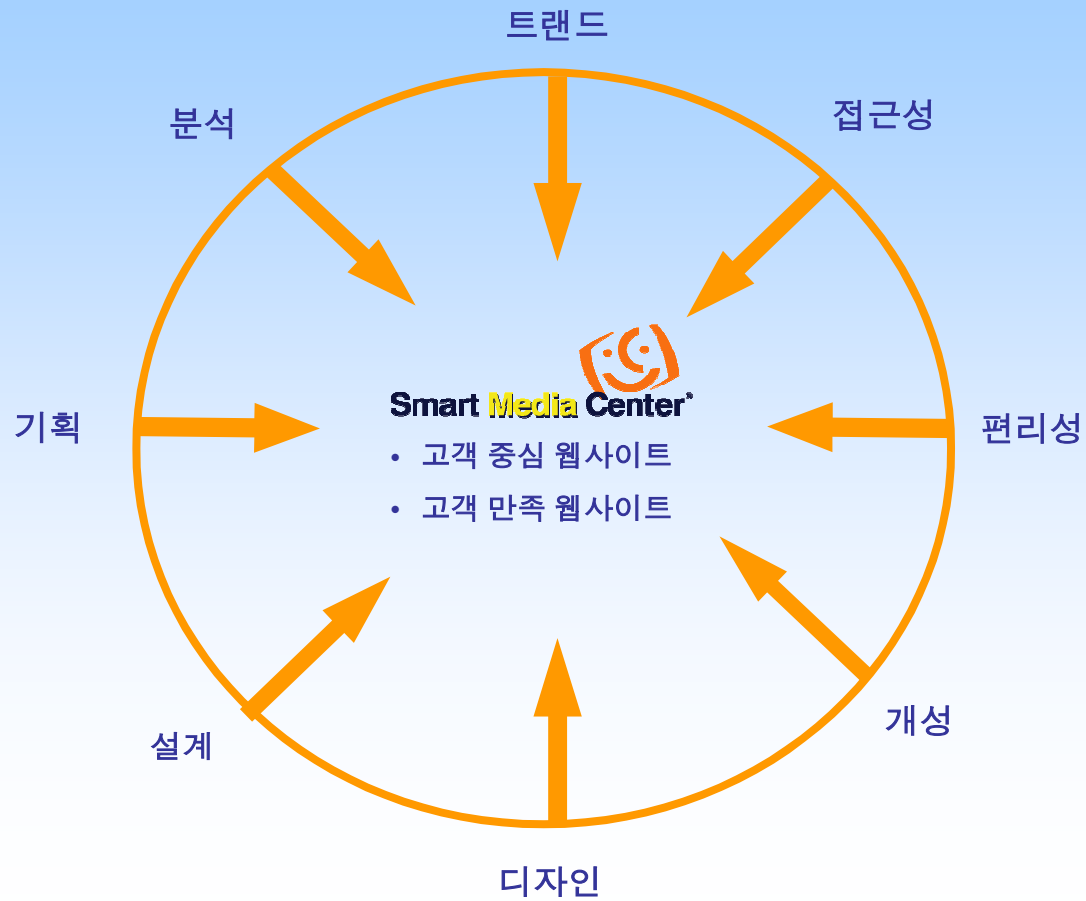 트랜드
분석
접근성
기획
Smart Media Center
• 고객 중심 웹사이트
• 고객 만족 웹사이트
편리성
설계
개성
디자인